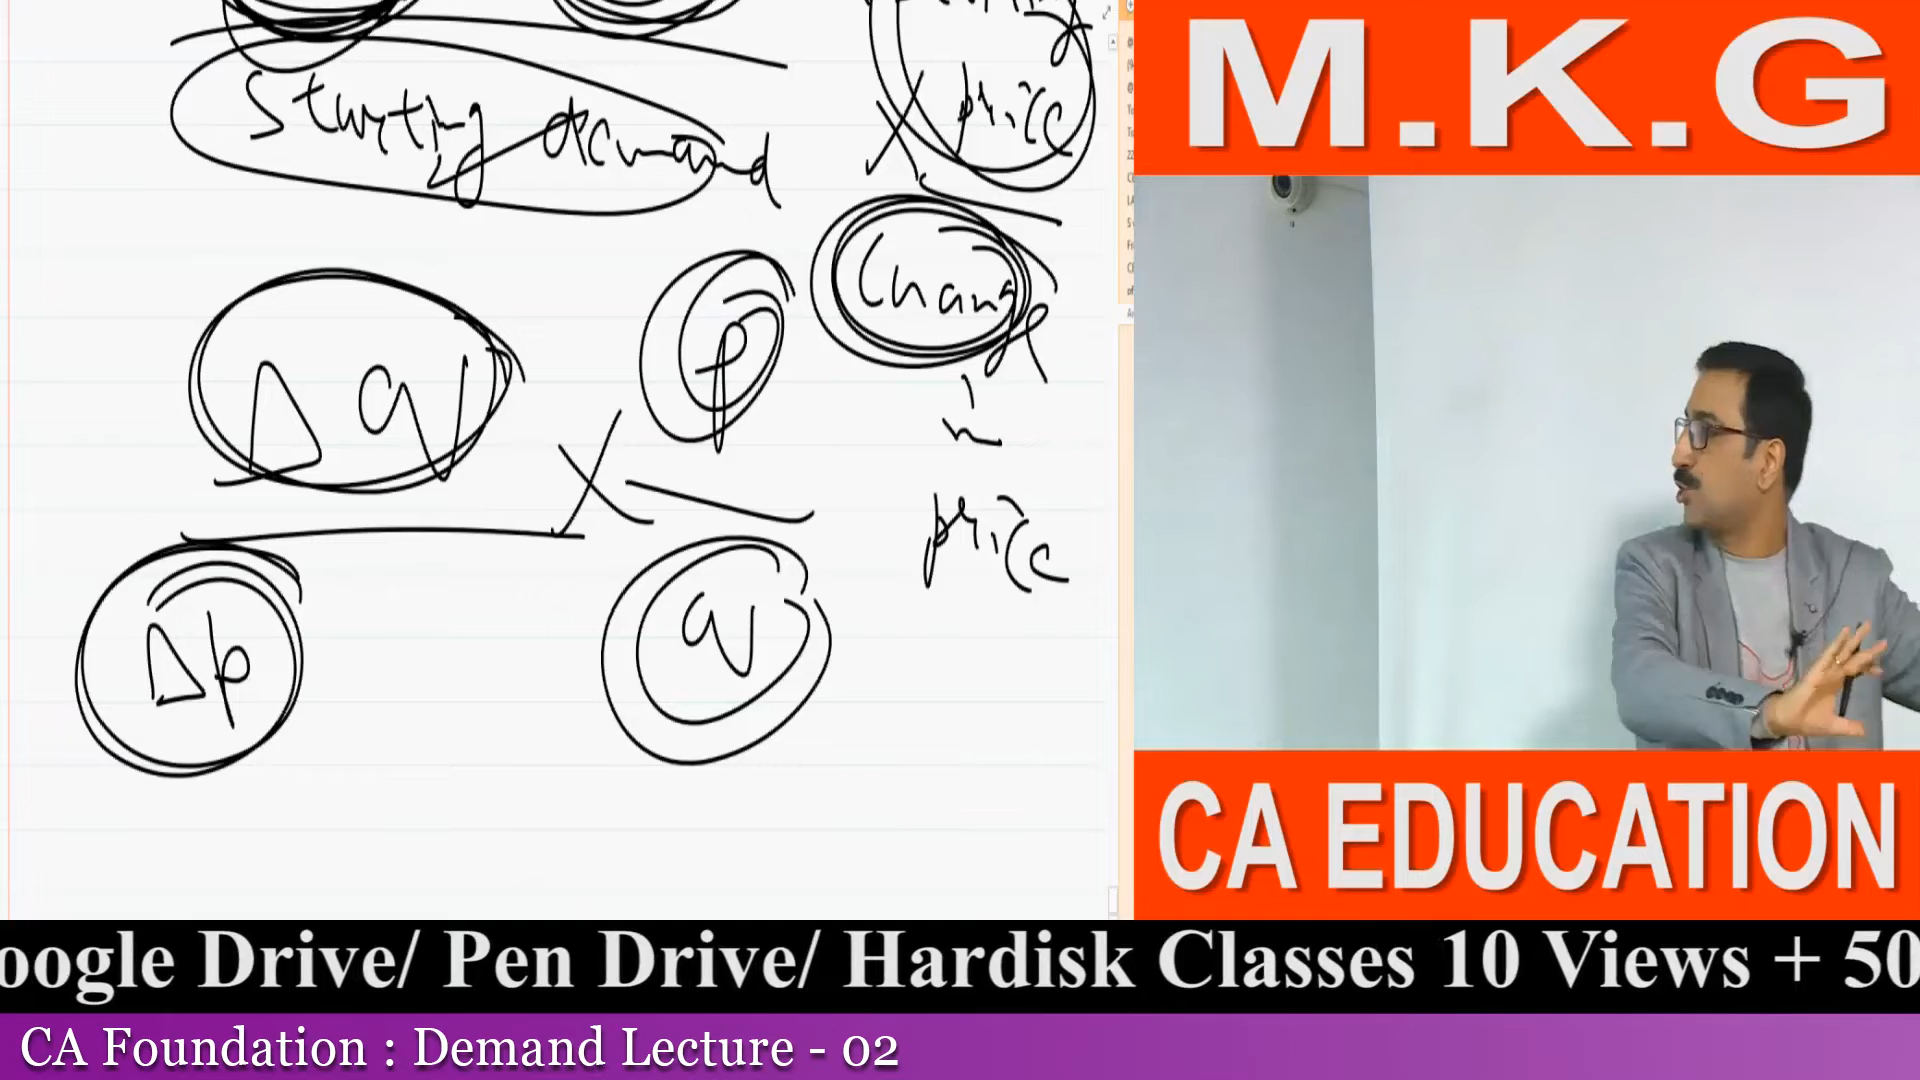 Starting demand
price
Change
in
price
Δq
X
p
Δp
q
M.K.G
CA EDUCATION
oogle Drive/ Pen Drive/ Hardisk Classes 10 Views + 50
CA Foundation : Demand Lecture - 02